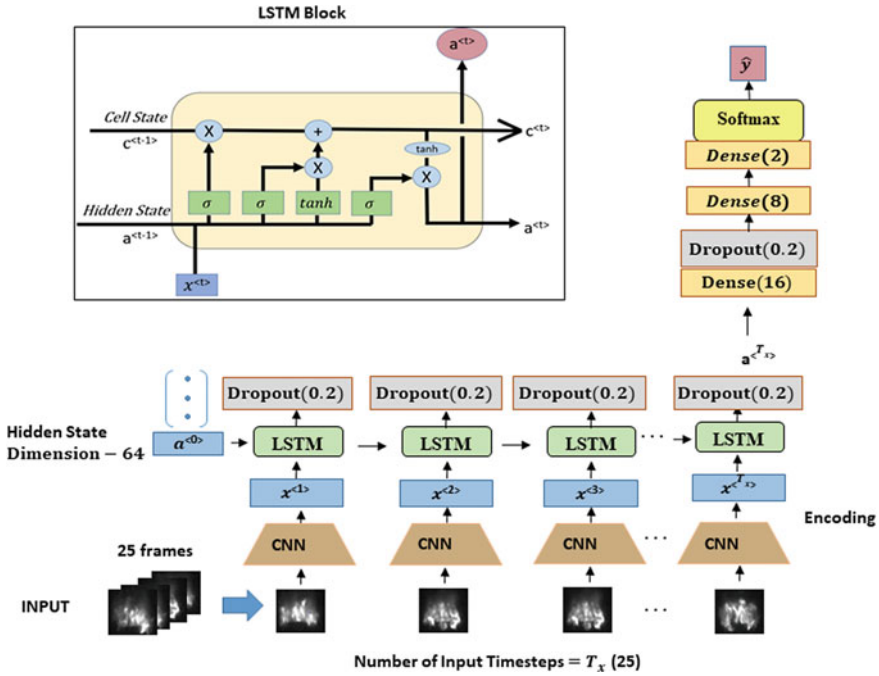 LSTM Block
a<t>
ŷ
Softmax
Cell State
c<t-1>
X
+
c<t>
tanh
Dense(2)
X
X
Dense(8)
Hidden State
σ
σ
tanh
σ
a<t-1>
a<t>
Dropout(0.2)
x<t>
Dense(16)
a<Tx>
Dropout(0.2) Dropout(0.2) Dropout(0.2) Dropout(0.2)
Hidden State
Dimension − 64
a<0>
LSTM LSTM LSTM ... LSTM
x<1> x<2> x<3> x<Tx>
Encoding
CNN CNN CNN ... CNN
25 frames
INPUT
...
Number of Input Timesteps = Tx (25)